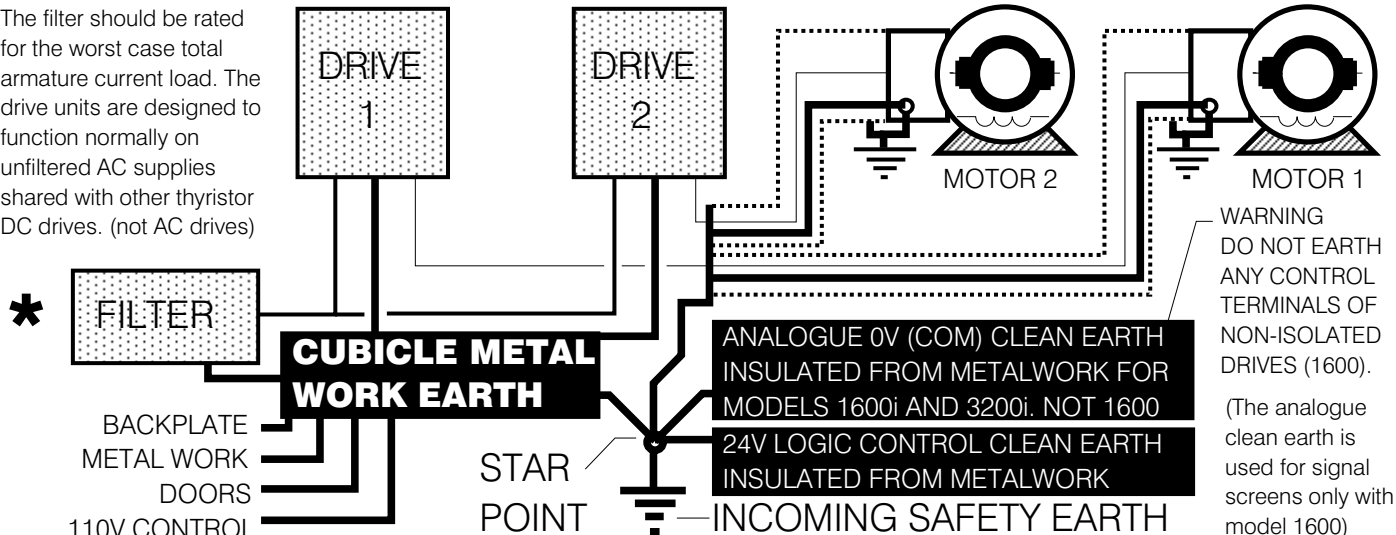 The filter should be rated
for the worst case total
armature current load. The
drive units are designed to
function normally on
unfiltered AC supplies
shared with other thyristor
DC drives. (not AC drives)
DRIVE
1
DRIVE
2
MOTOR 2
MOTOR 1
WARNING
DO NOT EARTH
ANY CONTROL
TERMINALS OF
NON-ISOLATED
DRIVES (1600).
(The analogue
clean earth is
used for signal
screens only with
model 1600)
* FILTER
CUBICLE METAL
WORK EARTH
ANALOGUE 0V (COM) CLEAN EARTH
INSULATED FROM METALWORK FOR
MODELS 1600i AND 3200i. NOT 1600
24V LOGIC CONTROL CLEAN EARTH
INSULATED FROM METALWORK
BACKPLATE
METAL WORK
DOORS
110V CONTROL
STAR
POINT
INCOMING SAFETY EARTH